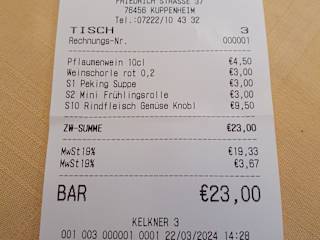 FRIEDRICH STRASSE 37
76456 KUPPENHEIM
Tel.:07222/10 43 32
TISCH 3
Rechnungs-Nr. 000001
Pflaumenwein 10cl €4,50
Weinschorle rot 0,2 €3,00
S1 Peking Suppe €3,00
S2 Mini Frühlingsrolle €3,00
S10 Rindfleisch Gemüse Knobl €9,50
ZW-SUMME €23,00
MwSt19% €19,33
MwSt19% €3,67
BAR €23,00
KELKNER 3
001 003 000001 0001 22/03/2024 14:28